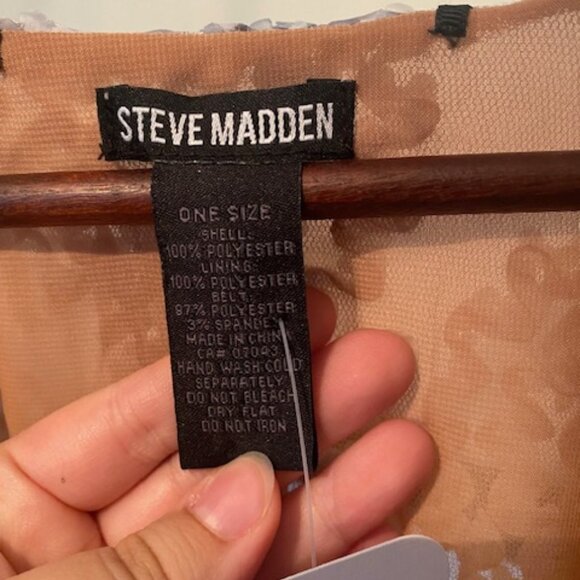 STEVE MADDEN
ONE SIZE
SHELL:
100% POLYESTER
LINING:
100% POLYESTER
BELT:
97% POLYESTER
3% SPANDEX
MADE IN CHINA
CA# 07043
HAND WASH COLD
SEPARATELY
DO NOT BLEACH
DRY FLAT
DO NOT IRON